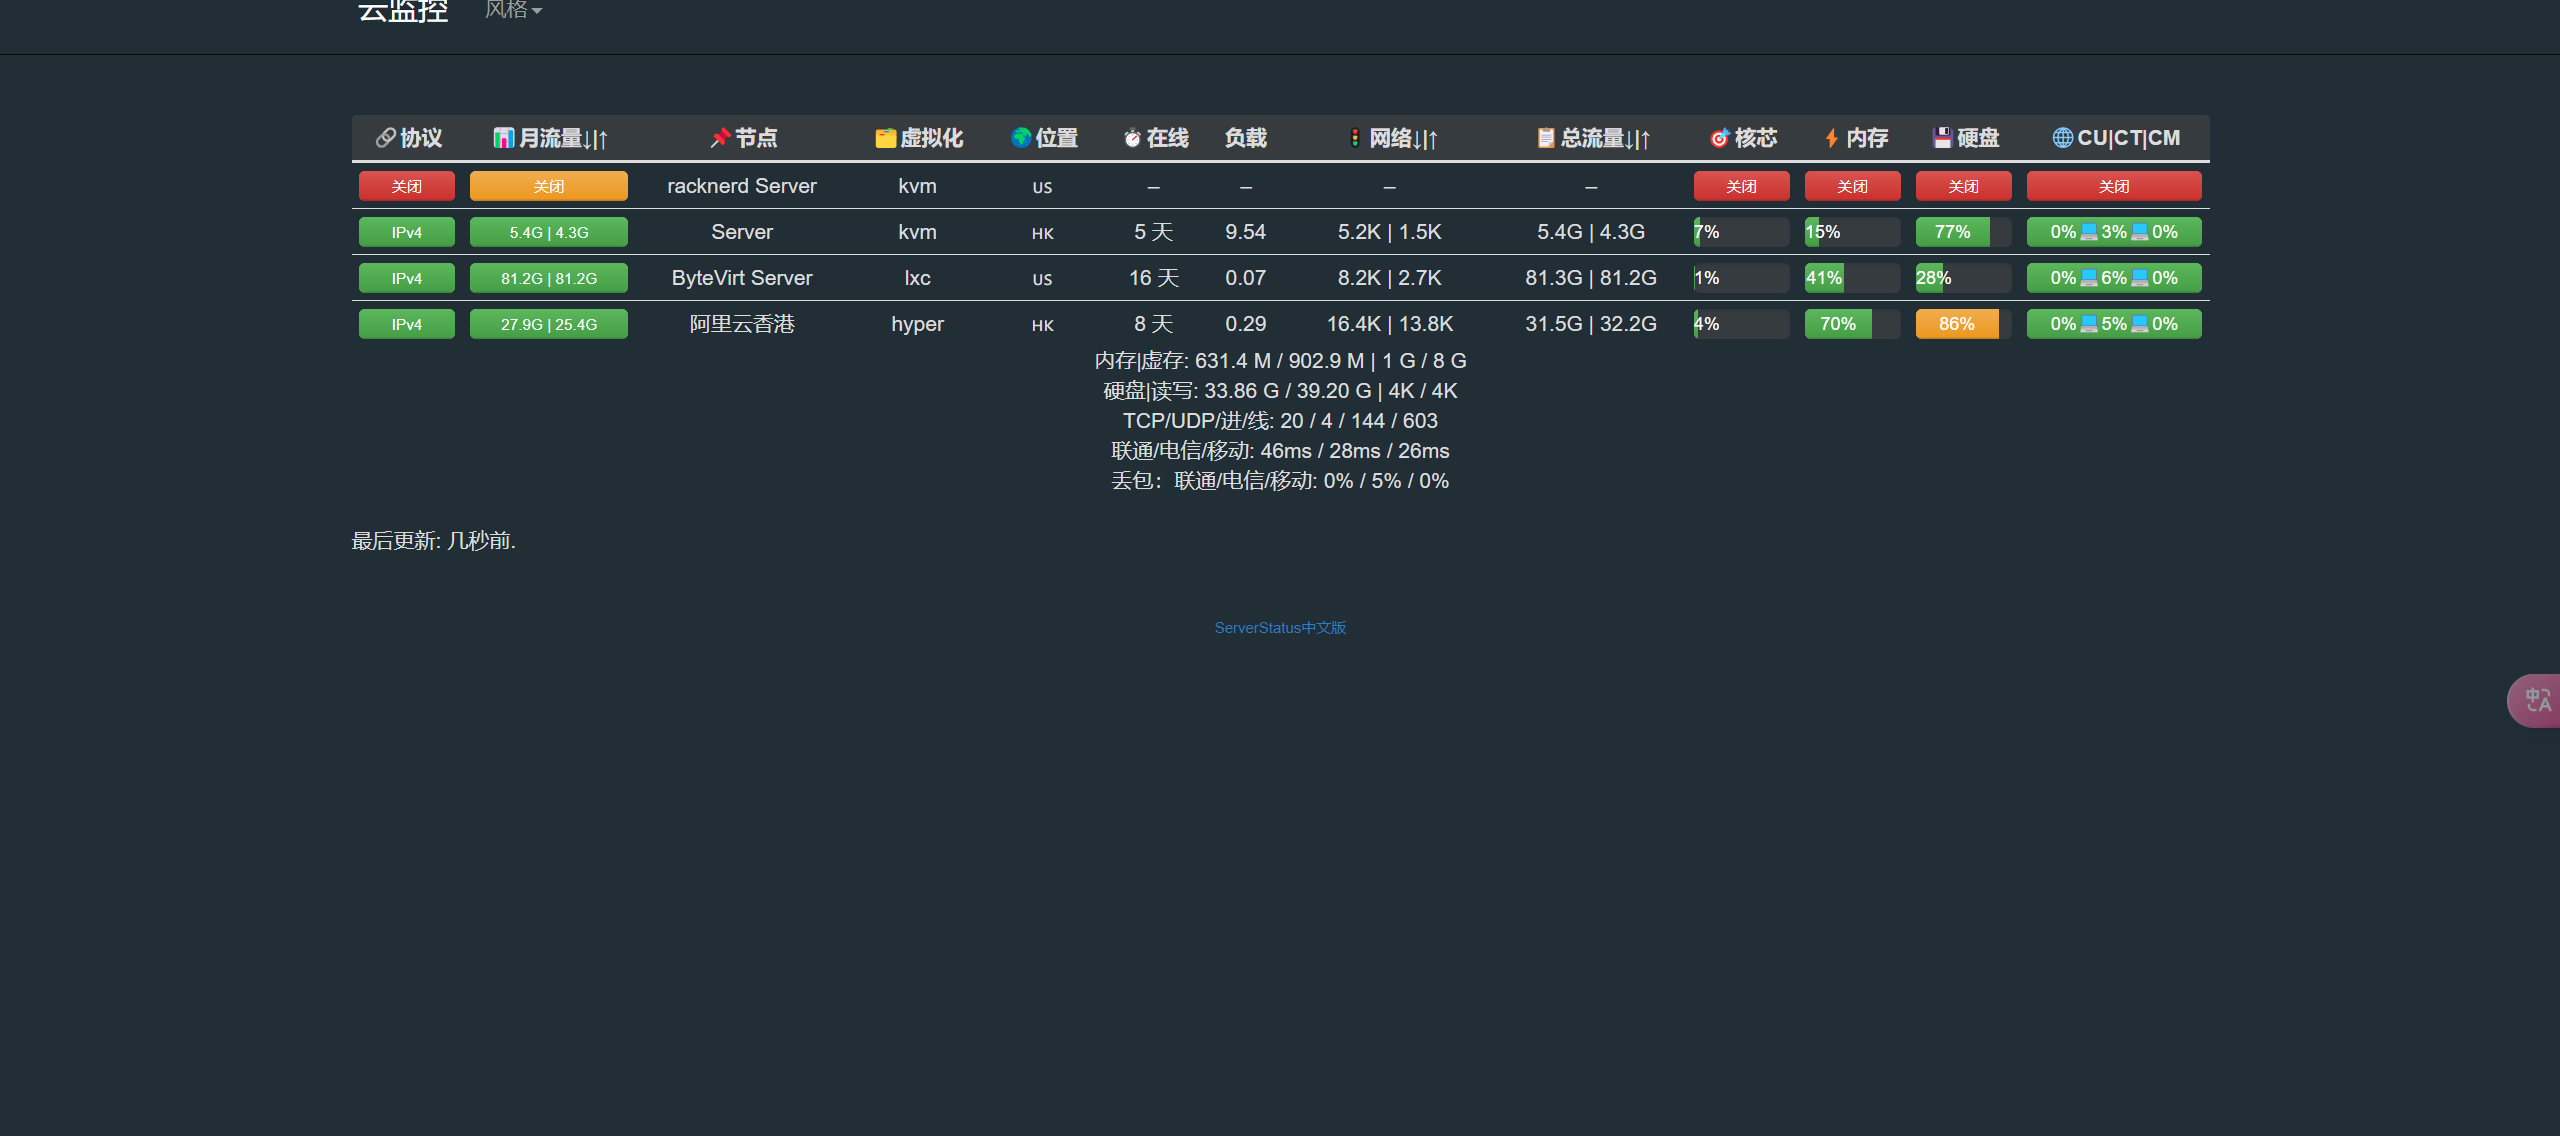 云监控 风格
协议 月流量↓|↑ 节点 虚拟化 位置 在线 负载 网络↓|↑ 总流量↓|↑ 核芯 内存 硬盘 CU|CT|CM
关闭 关闭 racknerd Server kvm US – – – – 关闭 关闭 关闭 关闭
IPv4 5.4G | 4.3G Server kvm HK 5 天 9.54 5.2K | 1.5K 5.4G | 4.3G 7% 15% 77% 0%💻3%💻0%
IPv4 81.2G | 81.2G ByteVirt Server lxc US 16 天 0.07 8.2K | 2.7K 81.3G | 81.2G 1% 41% 28% 0%💻6%💻0%
IPv4 27.9G | 25.4G 阿里云香港 hyper HK 8 天 0.29 16.4K | 13.8K 31.5G | 32.2G 4% 70% 86% 0%💻5%💻0%
内存|虚存: 631.4 M / 902.9 M | 1 G / 8 G
硬盘|读写: 33.86 G / 39.20 G | 4K / 4K
TCP/UDP/进/线: 20 / 4 / 144 / 603
联通/电信/移动: 46ms / 28ms / 26ms
丢包：联通/电信/移动: 0% / 5% / 0%
最后更新: 几秒前.
ServerStatus中文版
中A